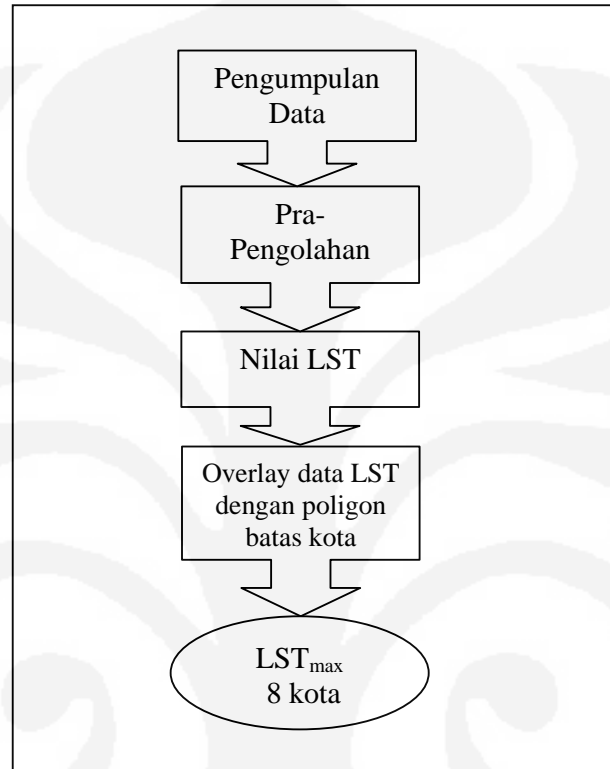 Pengumpulan
Data
Pra-
Pengolahan
Nilai LST
Overlay data LST
dengan poligon
batas kota
LSTmax
8 kota